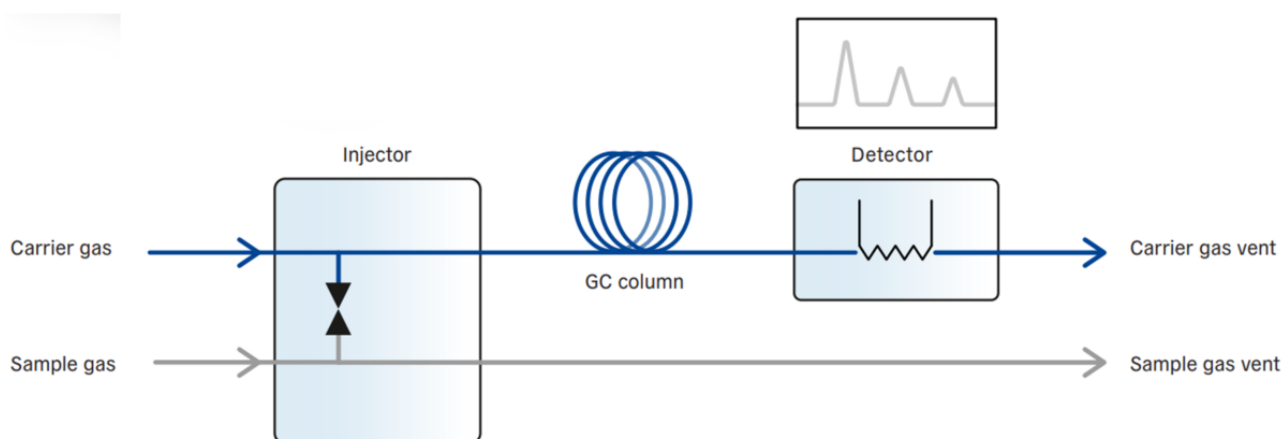 Injector
Detector
Carrier gas
GC column
Carrier gas vent
Sample gas
Sample gas vent